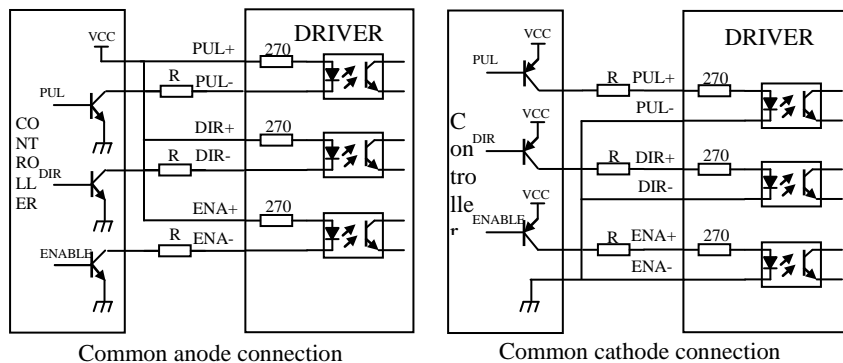 DRIVER
VCC
PUL+
270
R
PUL-
PUL
CO
NT
RO
LL
ER
DIR+
270
R
DIR-
DIR
ENA+
270
R
ENA-
ENABLE
Common anode connection
DRIVER
VCC
PUL
R
PUL+
270
PUL-
C
on
tro
lle
r
VCC
DIR
R
DIR+
270
DIR-
VCC
ENABLE
R
ENA+
270
ENA-
Common cathode connection